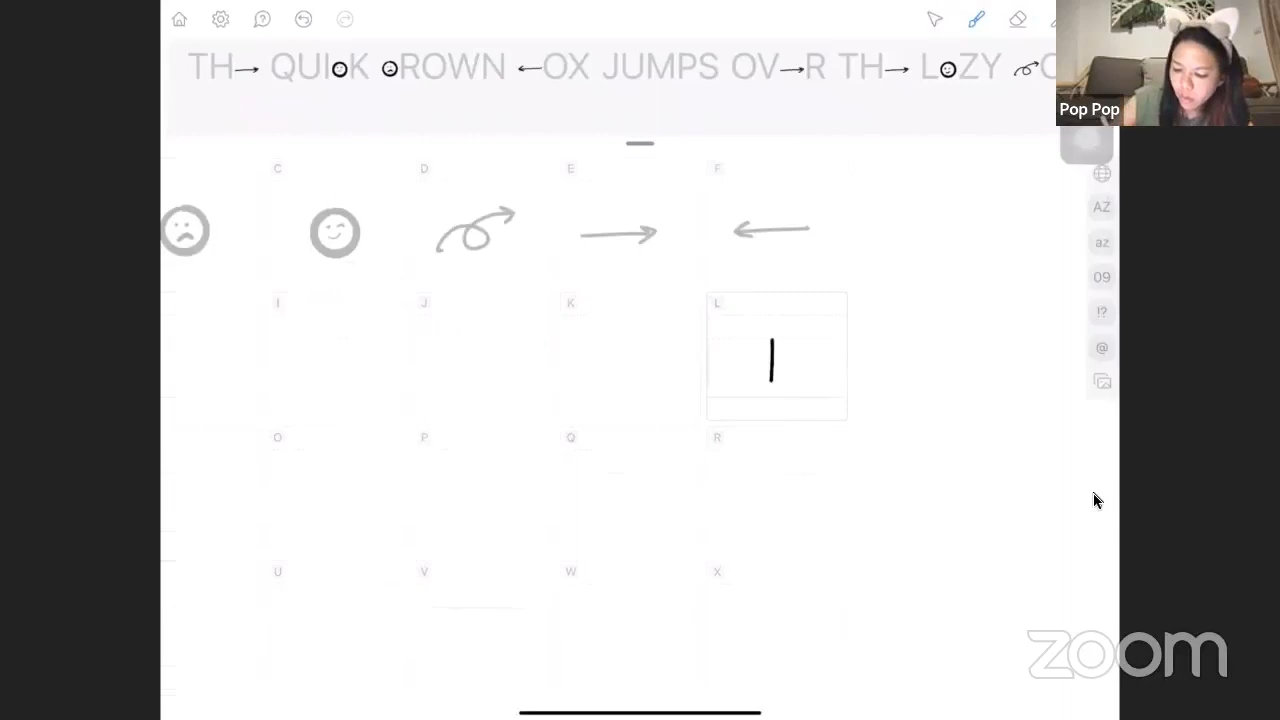 TH→ QUI☺K ☹ROWN ←OX JUMPS OV→R TH→ L☺ZY
Pop Pop
C D E F
AZ
az
I J K L
09
!?
@
O P Q R
U V W X
zoom